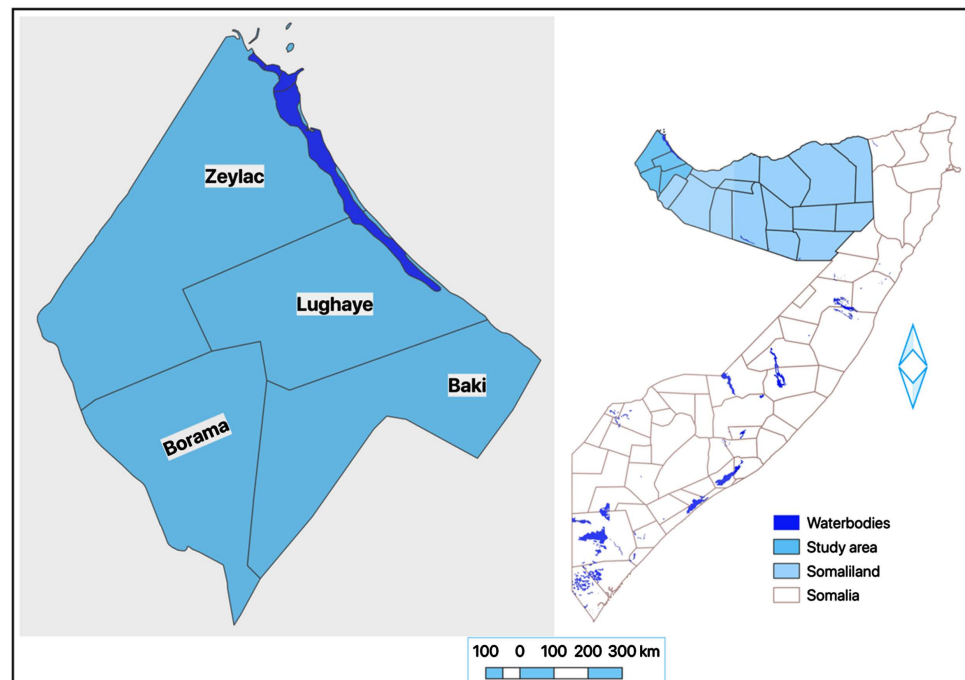 Zeylac
Lughaye
Baki
Borama
Waterbodies
Study area
Somaliland
Somalia
100 0 100 200 300 km